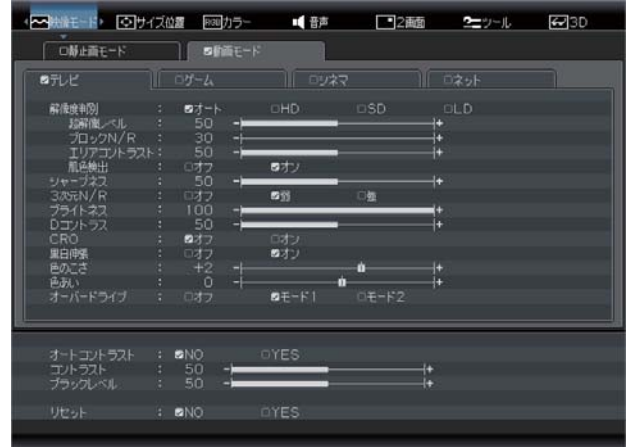 映像モード サイズ位置 RGBカラー 音声 2画面 ツール 3D
静止画モード 動画モード
テレビ ゲーム シネマ ネット
解像度判別 : オート HD SD LD
超解像レベル : 50 - +
ブロックN/R : 30 - +
エリアコントラスト : 50 - +
肌色検出 : オフ オン
シャープネス : 50 - +
3次元N/R : オフ 弱 強
ブライトネス : 100 - +
Dコントラス : 50 - +
CRO : オフ オン
黒白伸張 : オフ オン
色のこさ : +2 - +
色あい : 0 - +
オーバードライブ : オフ モード1 モード2
オートコントラスト : NO YES
コントラスト : 50 - +
ブラックレベル : 50 - +
リセット : NO YES